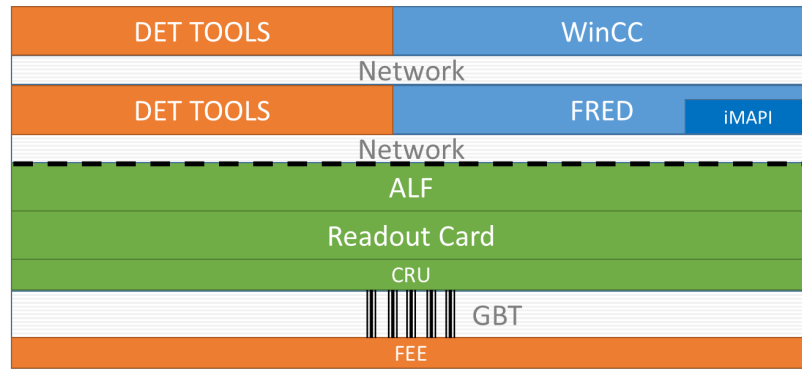 DET TOOLS WinCC
Network
DET TOOLS FRED iMAPI
Network
ALF
Readout Card
CRU
GBT
FEE